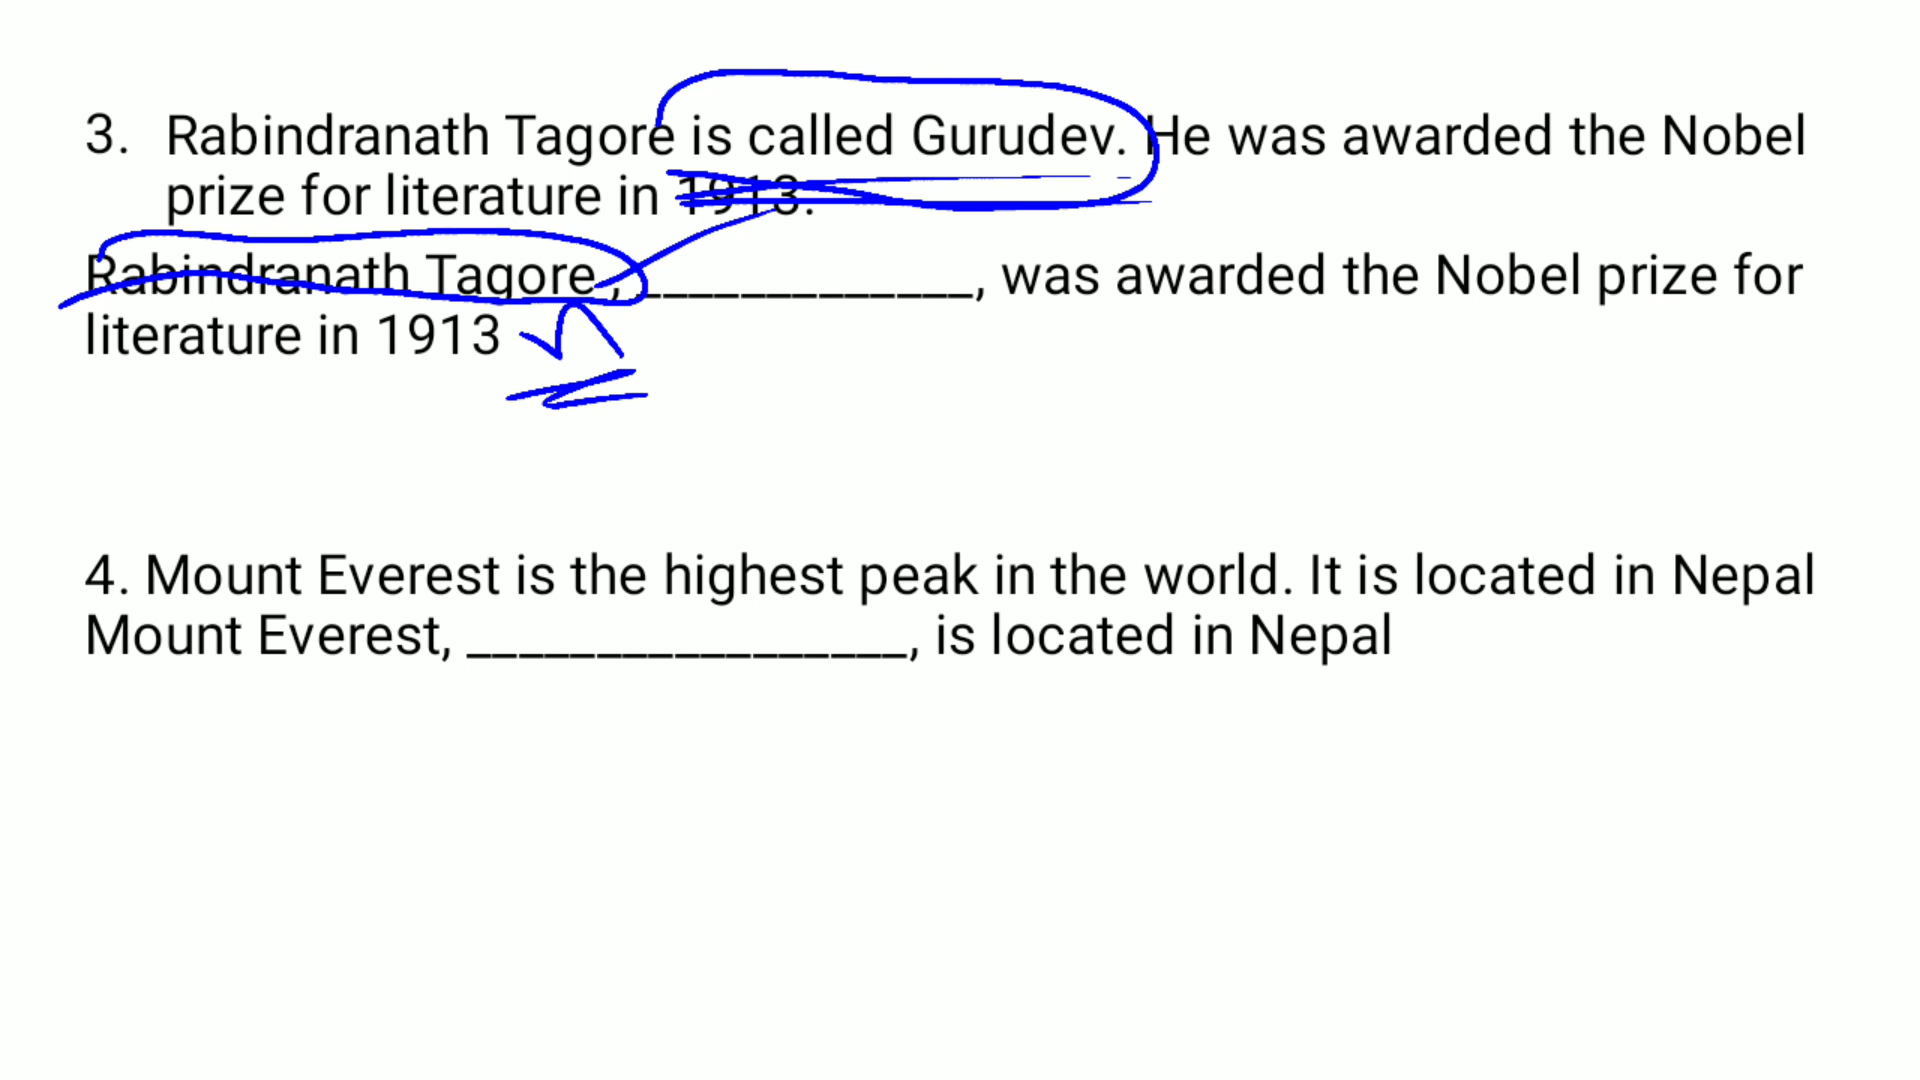 3. Rabindranath Tagore is called Gurudev. He was awarded the Nobel
prize for literature in 1913.
Rabindranath Tagore, _____________, was awarded the Nobel prize for
literature in 1913
4. Mount Everest is the highest peak in the world. It is located in Nepal
Mount Everest, _________________, is located in Nepal